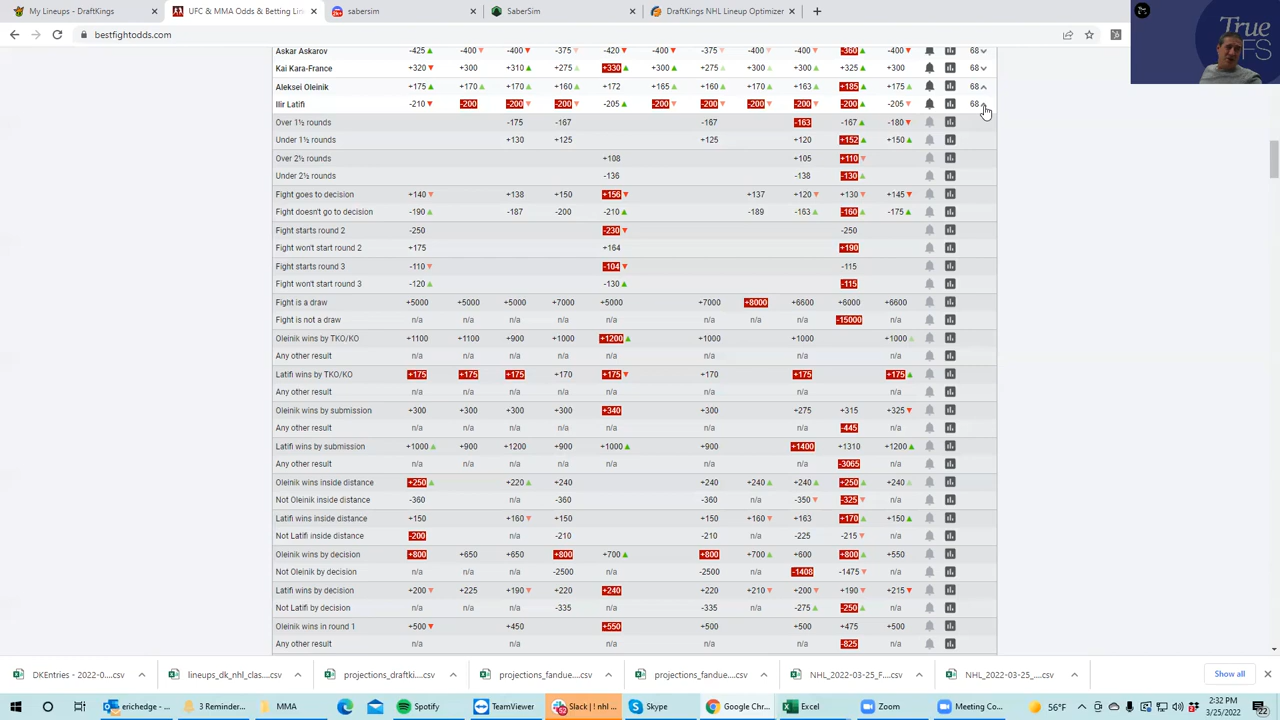 My Lineups - DraftKings
UFC & MMA Odds & Betting Lin
sabersim
SaberSim
DraftKings NHL Lineup Optimizer
bestfightodds.com
True
FS
Askar Askarov -425 -400 -400 -375 -420 -400 -375 -400 -400 -360 -400 68
Kai Kara-France +320 +300 +310 +275 +330 +300 +275 +300 +300 +325 +300 68
Aleksei Oleinik +175 +170 +170 +160 +172 +165 +160 +170 +163 +185 +175 68
Ilir Latifi -210 -200 -200 -200 -205 -200 -200 -200 -200 -200 -205 68
Over 1½ rounds -175 -167 -167 -163 -167 -180
Under 1½ rounds +130 +125 +125 +120 +152 +150
Over 2½ rounds +108 +105 +110
Under 2½ rounds -136 -138 -130
Fight goes to decision +140 +138 +150 +156 +137 +120 +130 +145
Fight doesn't go to decision -190 -187 -200 -210 -189 -163 -160 -175
Fight starts round 2 -250 -230 -250
Fight won't start round 2 +175 +164 +190
Fight starts round 3 -110 -104 -115
Fight won't start round 3 -120 -130 -115
Fight is a draw +5000 +5000 +5000 +7000 +5000 +7000 +8000 +6600 +6000 +6600
Fight is not a draw n/a n/a n/a n/a n/a n/a n/a n/a -15000 n/a
Oleinik wins by TKO/KO +1100 +1100 +900 +1000 +1200 +1000 +1000 +1000
Any other result n/a n/a n/a n/a n/a n/a n/a n/a
Latifi wins by TKO/KO +175 +175 +175 +170 +175 +170 +175 +175
Any other result n/a n/a n/a n/a n/a n/a n/a n/a
Oleinik wins by submission +300 +300 +300 +300 +340 +300 +275 +315 +325
Any other result n/a n/a n/a n/a n/a n/a n/a -445 n/a
Latifi wins by submission +1000 +900 +1200 +900 +1000 +900 +1400 +1310 +1200
Any other result n/a n/a n/a n/a n/a n/a n/a -3065 n/a
Oleinik wins inside distance +250 +220 +240 +240 +240 +240 +250 +240
Not Oleinik inside distance -360 n/a -360 -360 n/a -350 -325 n/a
Latifi wins inside distance +150 +160 +150 +150 +160 +163 +170 +150
Not Latifi inside distance -200 n/a -210 -210 n/a -225 -215 n/a
Oleinik wins by decision +800 +650 +650 +800 +700 +800 +700 +600 +800 +550
Not Oleinik by decision n/a n/a n/a -2500 n/a -2500 n/a -1408 -1475 n/a
Latifi wins by decision +200 +225 +190 +220 +240 +220 +210 +200 +190 +215
Not Latifi by decision n/a n/a n/a -335 n/a -335 n/a -275 -250 n/a
Oleinik wins in round 1 +500 +450 +550 +500 +500 +475 +500
Any other result n/a n/a n/a n/a n/a -825 n/a
DKEntries - 2022-0....csv
lineups_dk_nhl_clas....csv
projections_draftki....csv
projections_fandue....csv
projections_fandue....csv
NHL_2022-03-25_F....csv
NHL_2022-03-25_....csv
Show all
erichedge - ...
3 Reminder...
MMA
Spotify
TeamViewer
Slack | ! nhl ...
Skype
Google Chr...
Excel
Zoom
Meeting Co...
56°F
2:32 PM
3/25/2022